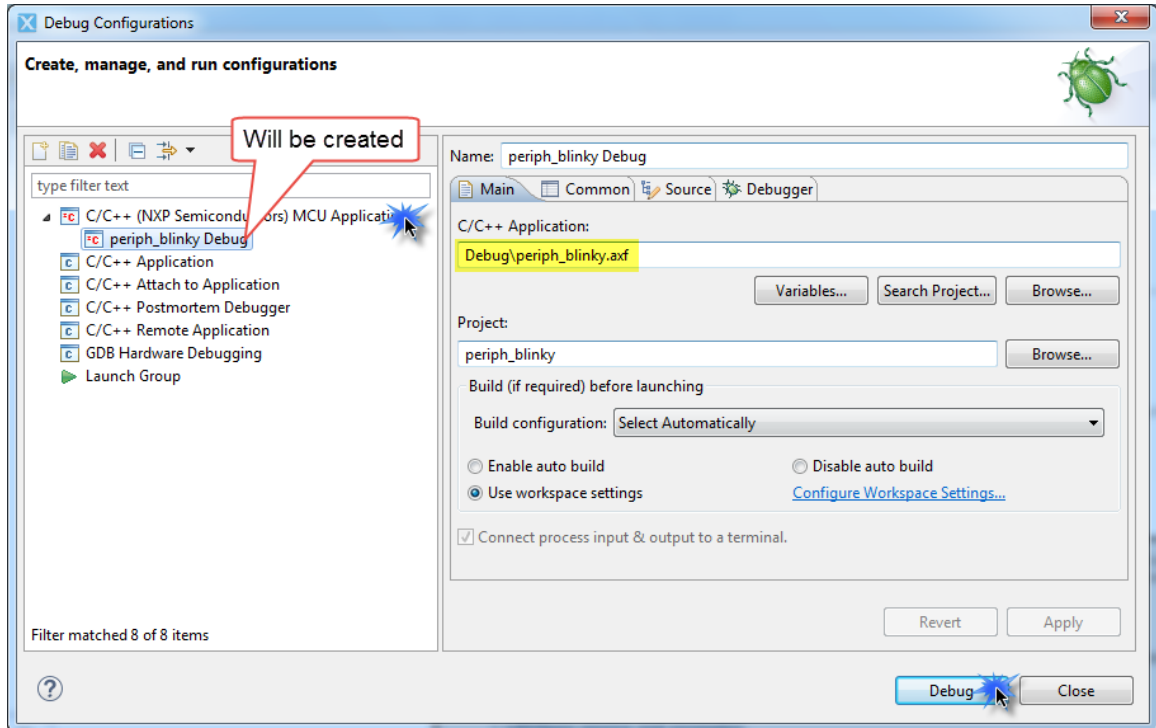 Debug Configurations
Create, manage, and run configurations
Will be created
type filter text
C/C++ (NXP Semiconductors) MCU Applicati
periph_blinky Debug
C/C++ Application
C/C++ Attach to Application
C/C++ Postmortem Debugger
C/C++ Remote Application
GDB Hardware Debugging
Launch Group
Filter matched 8 of 8 items
Name: periph_blinky Debug
Main Common Source Debugger
C/C++ Application:
Debug\periph_blinky.axf
Variables... Search Project... Browse...
Project:
periph_blinky Browse...
Build (if required) before launching
Build configuration: Select Automatically
Enable auto build Disable auto build
Use workspace settings Configure Workspace Settings...
Connect process input & output to a terminal.
Revert Apply
? Debug Close